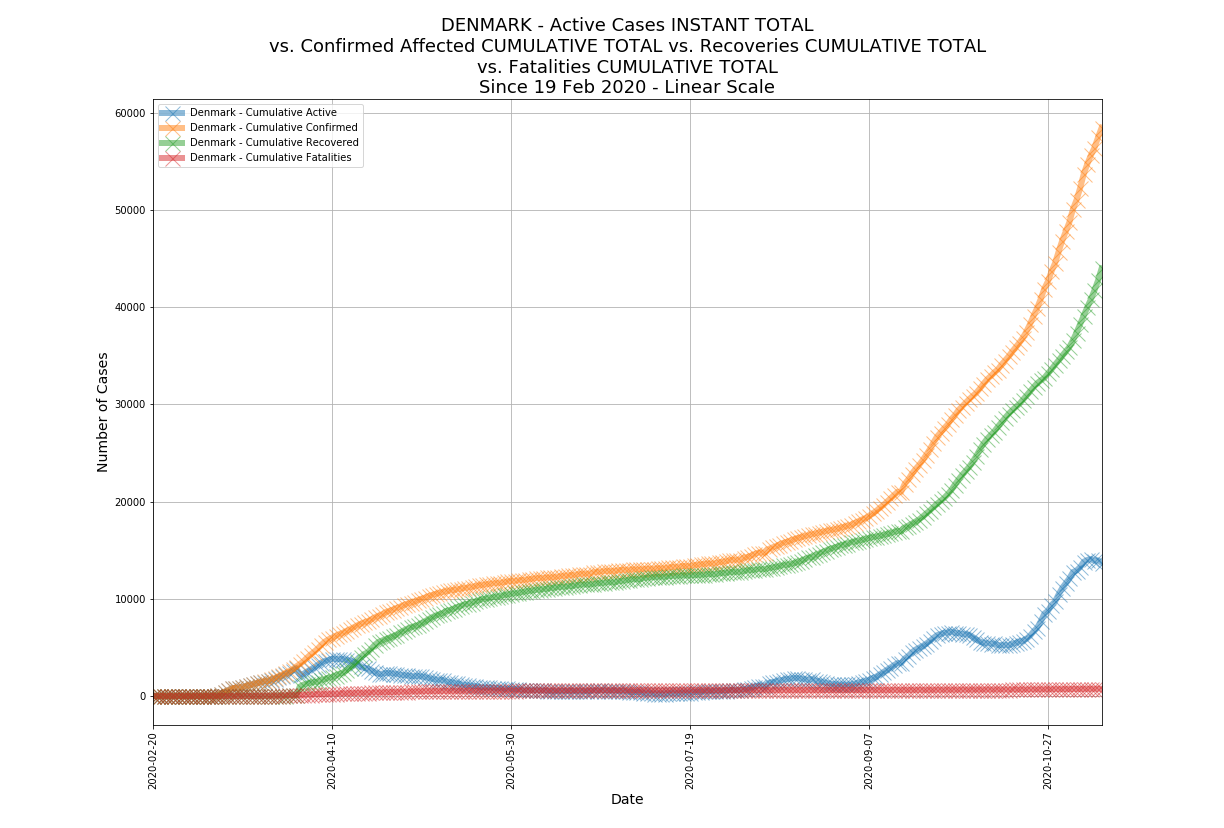 DENMARK - Active Cases INSTANT TOTAL
vs. Confirmed Affected CUMULATIVE TOTAL vs. Recoveries CUMULATIVE TOTAL
vs. Fatalities CUMULATIVE TOTAL
Since 19 Feb 2020 - Linear Scale
Denmark - Cumulative Active
Denmark - Cumulative Confirmed
Denmark - Cumulative Recovered
Denmark - Cumulative Fatalities
Number of Cases
60000
50000
40000
30000
20000
10000
0
2020-02-20
2020-04-10
2020-05-30
2020-07-19
2020-09-07
2020-10-27
Date